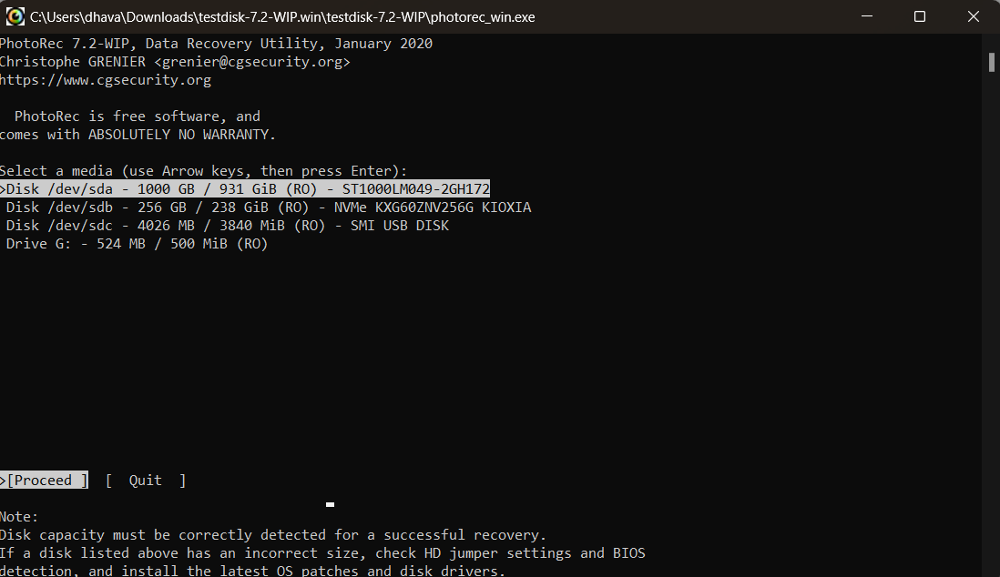 C:\Users\dhava\Downloads\testdisk-7.2-WIP.win\testdisk-7.2-WIP\photorec_win.exe
PhotoRec 7.2-WIP, Data Recovery Utility, January 2020
Christophe GRENIER <grenier@cgsecurity.org>
https://www.cgsecurity.org
PhotoRec is free software, and
comes with ABSOLUTELY NO WARRANTY.
Select a media (use Arrow keys, then press Enter):
>Disk /dev/sda - 1000 GB / 931 GiB (RO) - ST1000LM049-2GH172
Disk /dev/sdb - 256 GB / 238 GiB (RO) - NVMe KXG60ZNV256G KIOXIA
Disk /dev/sdc - 4026 MB / 3840 MiB (RO) - SMI USB DISK
Drive G: - 524 MB / 500 MiB (RO)
>[Proceed ]  [  Quit  ]
Note:
Disk capacity must be correctly detected for a successful recovery.
If a disk listed above has an incorrect size, check HD jumper settings and BIOS
detection, and install the latest OS patches and disk drivers.